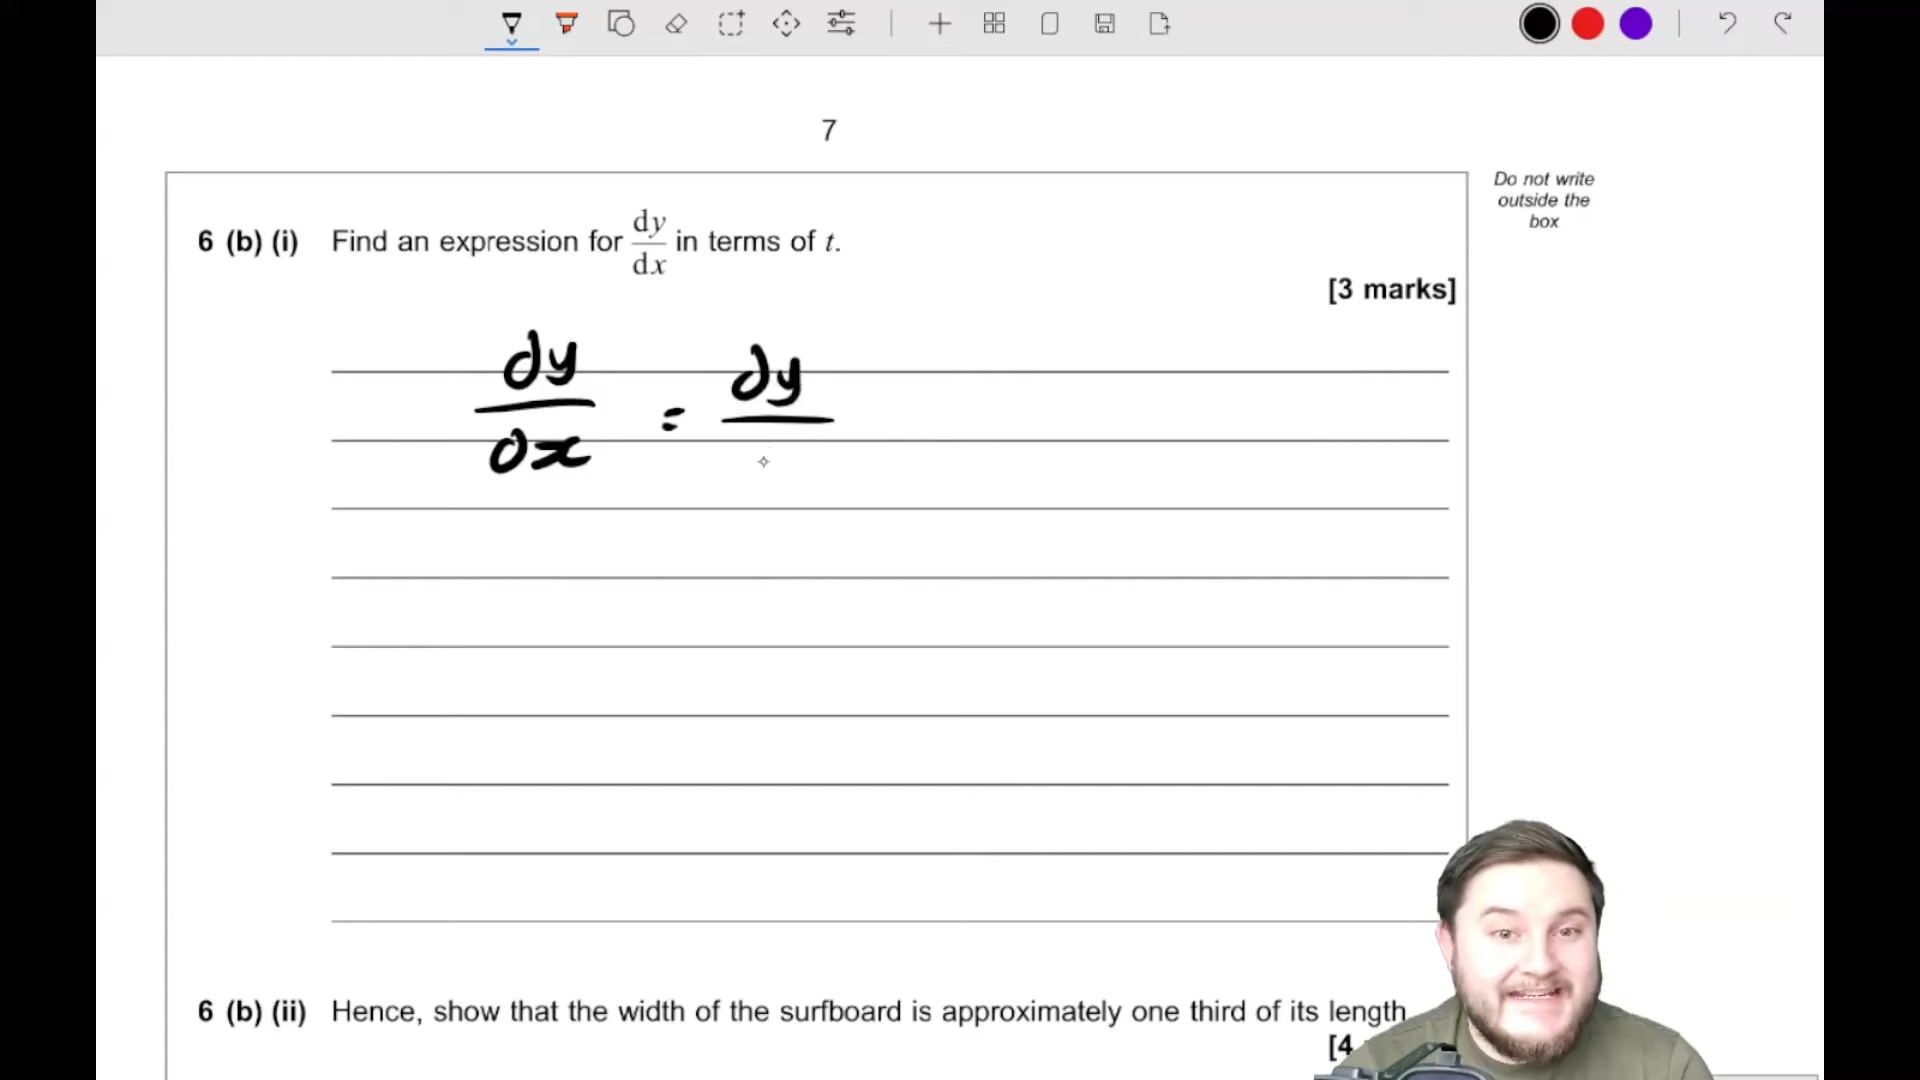 7
Do not write
outside the
box
6 (b) (i) Find an expression for dy/dx in terms of t.
[3 marks]
dy/dx = dy
6 (b) (ii) Hence, show that the width of the surfboard is approximately one third of its length
[4